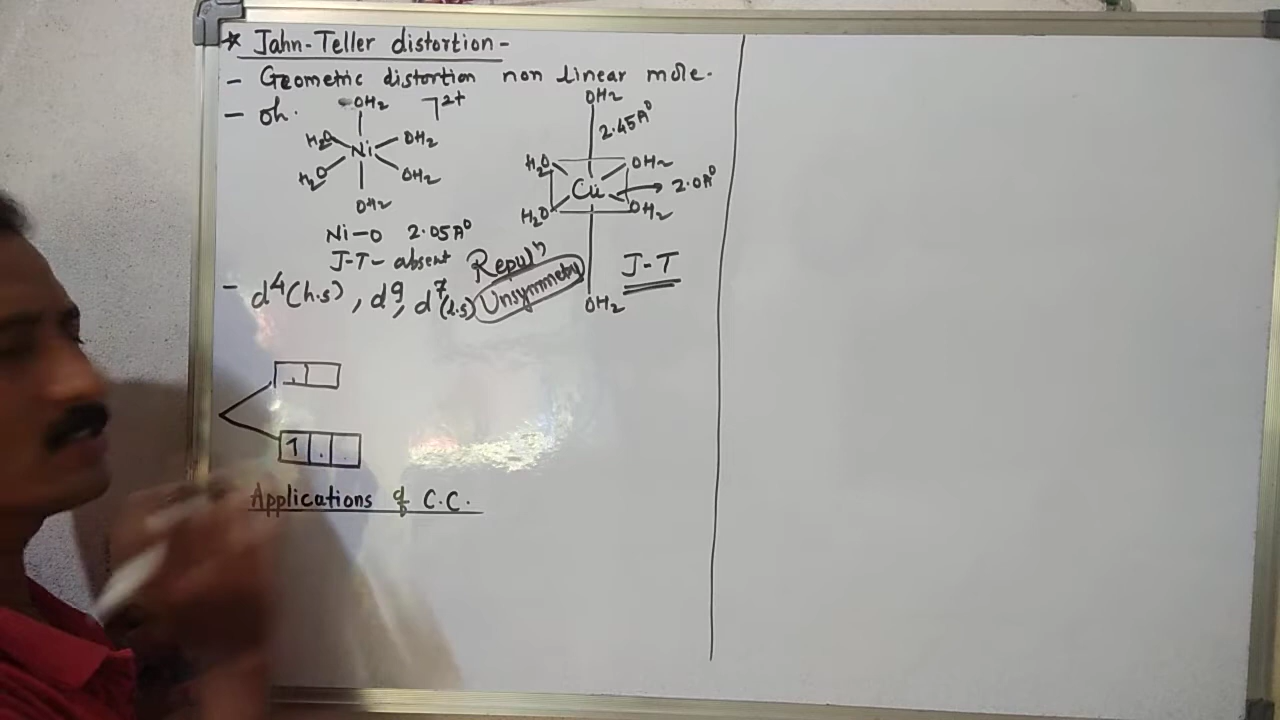 * Jahn-Teller distortion -
- Geometric distortion non linear mole.
- Oh.
OH2 ]2+
H2O OH2
Ni
H2O OH2
OH2
Ni-O 2.05A°
J-T- absent
OH2
2.45A°
H2O OH2
Cu → 2.0A°
H2O OH2
OH2
J-T
Repulⁿ
- d4(h.s), d9, d7(l.s) Unsymmetry
1
Applications of C.C.